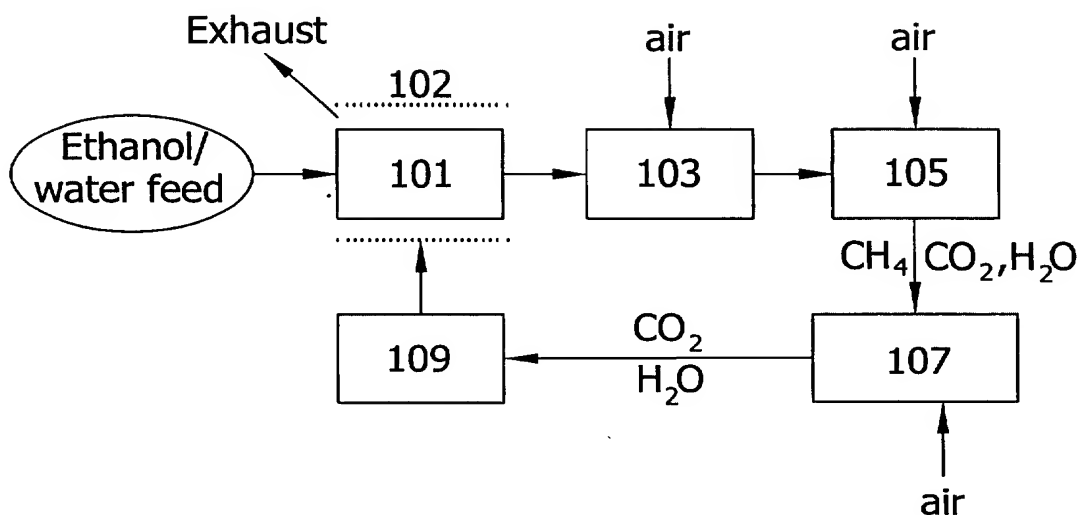 Exhaust
air
air
102
Ethanol/
water feed
101
103
105
CH₄ CO₂,H₂O
109
CO₂
H₂O
107
air